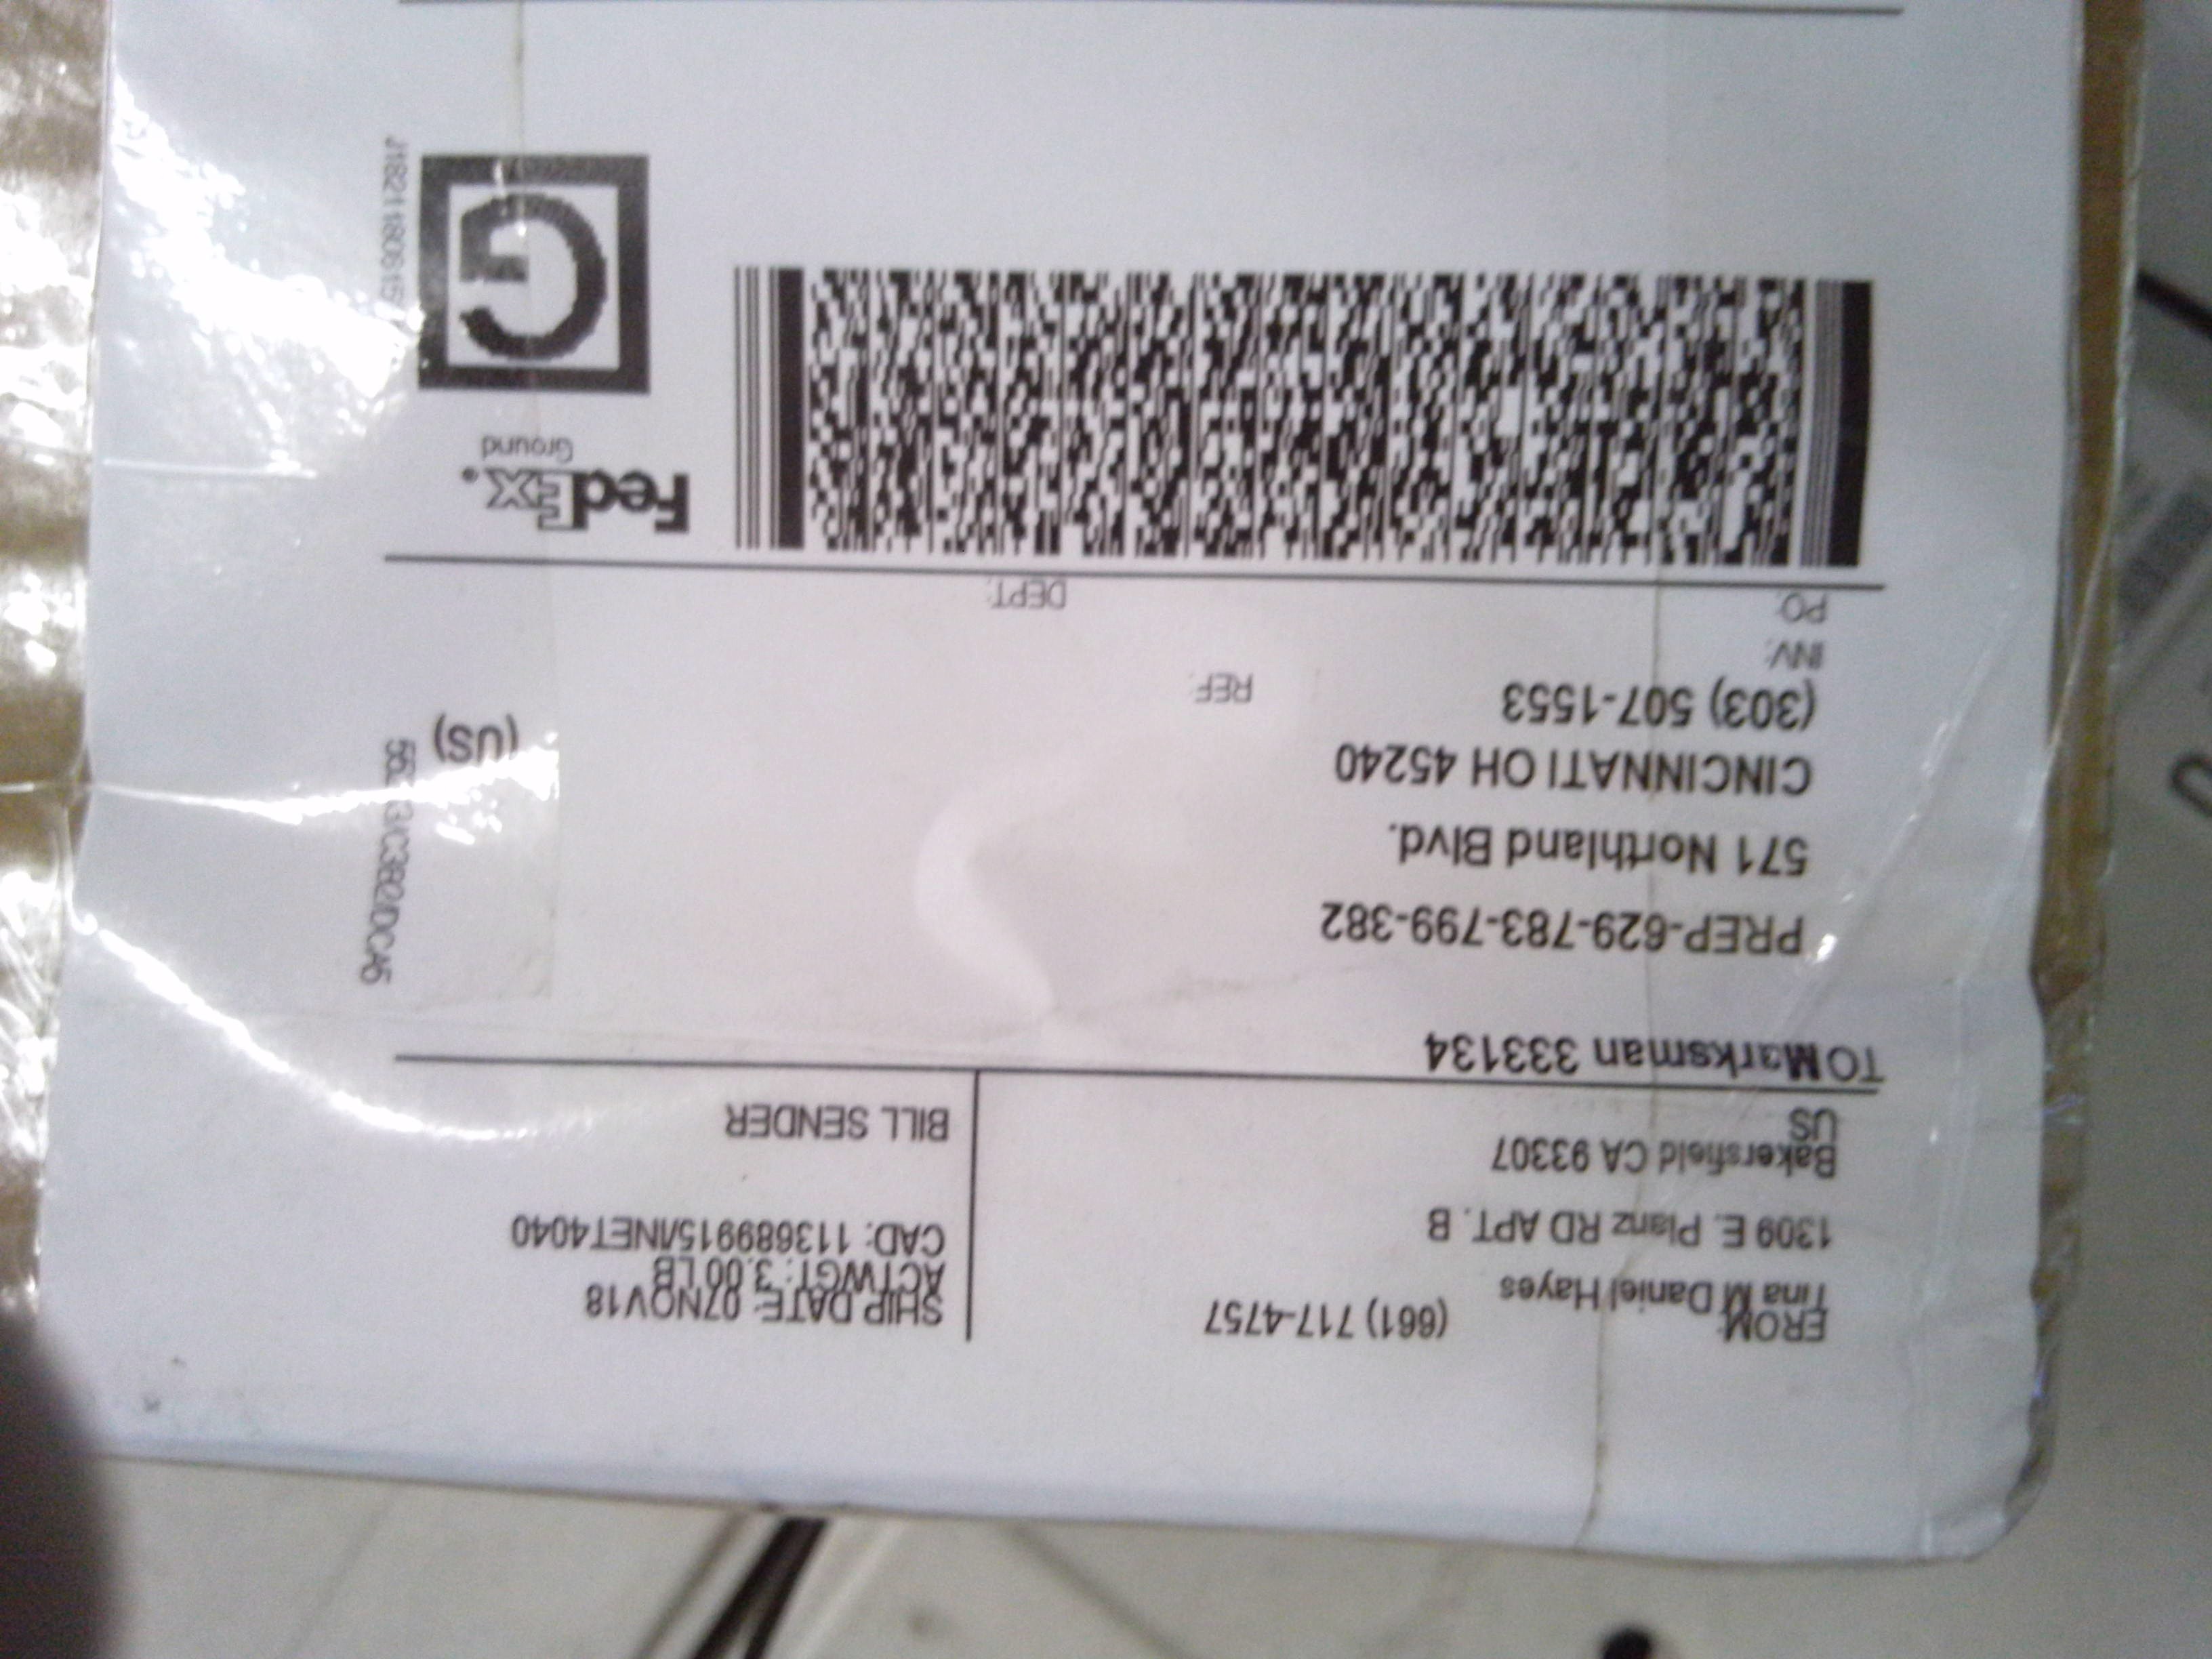 FROM:
(661) 717-4757
Tina M Daniel Hayes
1309 E. Planz RD APT. B
Bakersfield CA 93307
US
SHIP DATE: 07NOV18
ACTWGT: 3.00 LB
CAD: 113689915/INET4040
BILL SENDER
TO Marksman 333134
PREP-629-783-799-382
571 Northland Blvd.
CINCINNATI OH 45240
(303) 507-1553
REF:
INV:
PO:
DEPT:
(US)
FedEx®
Ground
G